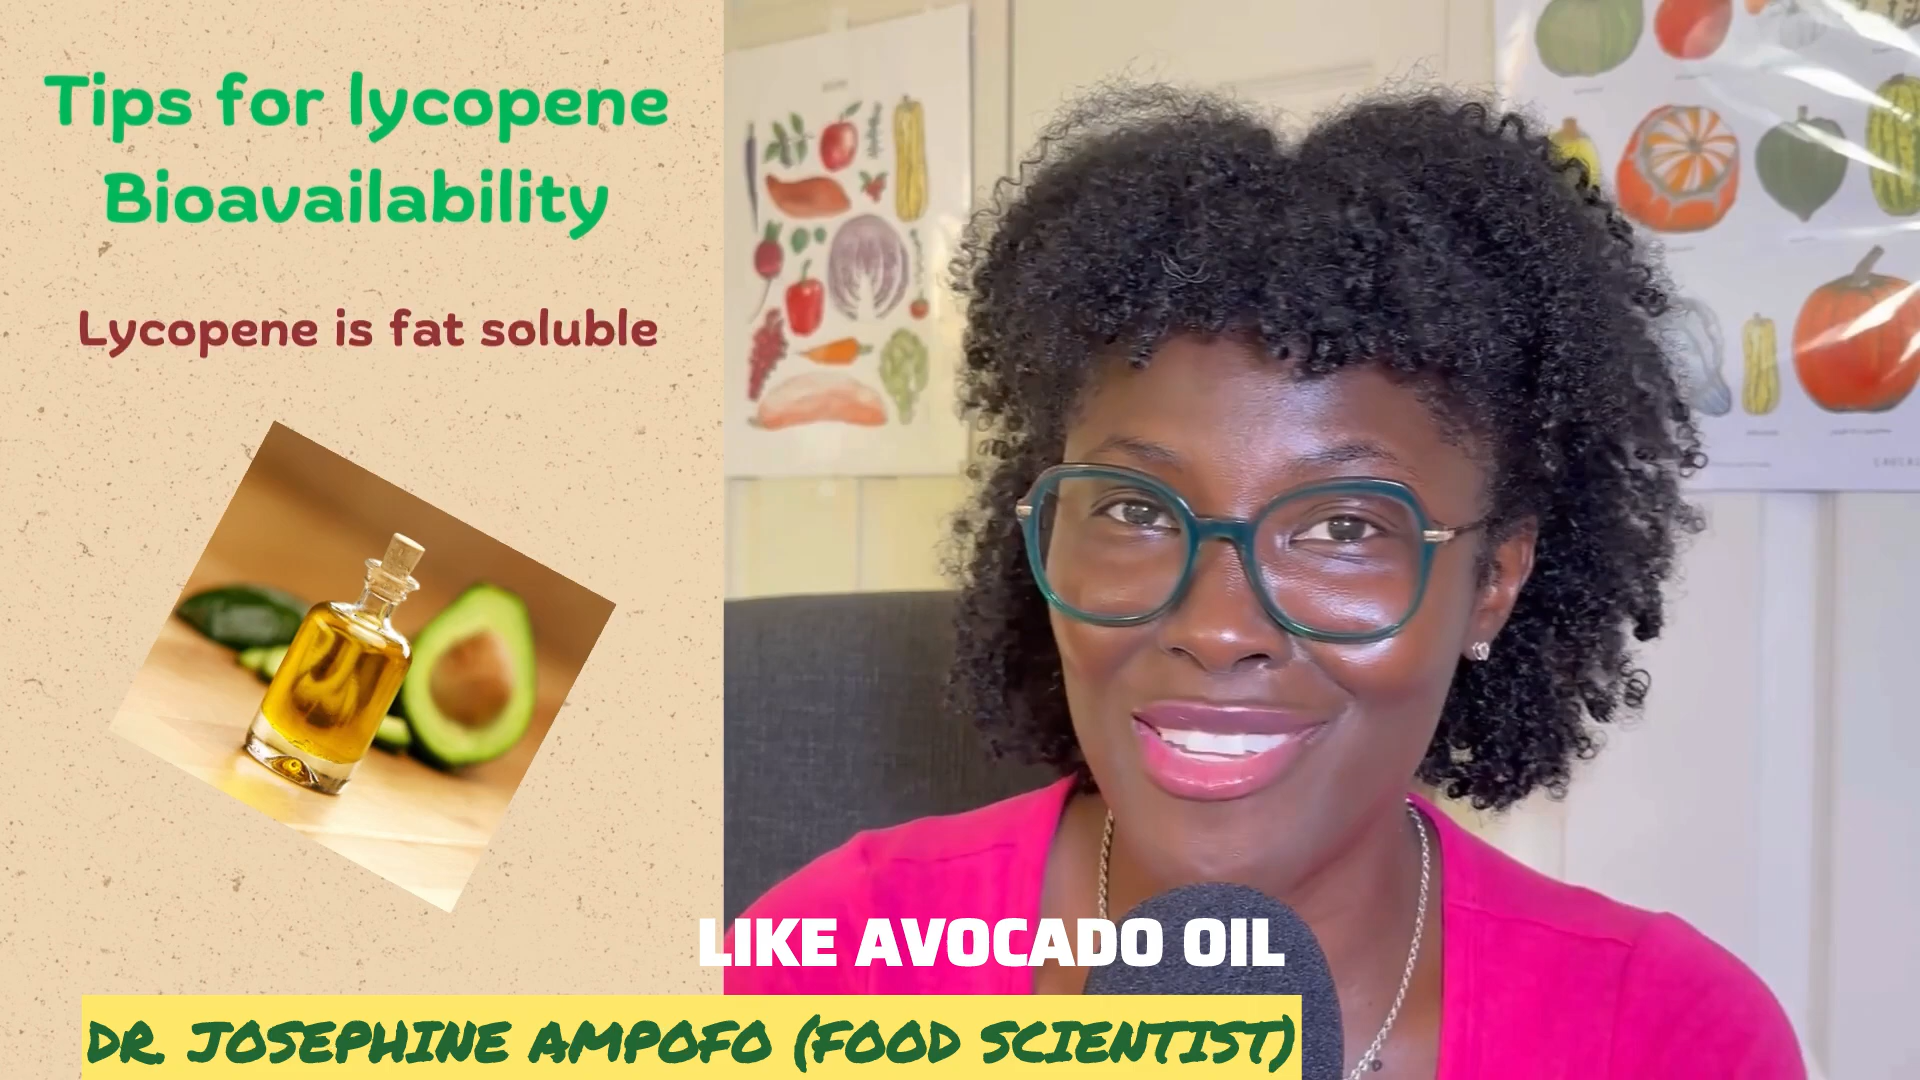 Tips for lycopene
Bioavailability
Lycopene is fat soluble
LIKE AVOCADO OIL
DR. JOSEPHINE AMPOFO (FOOD SCIENTIST)